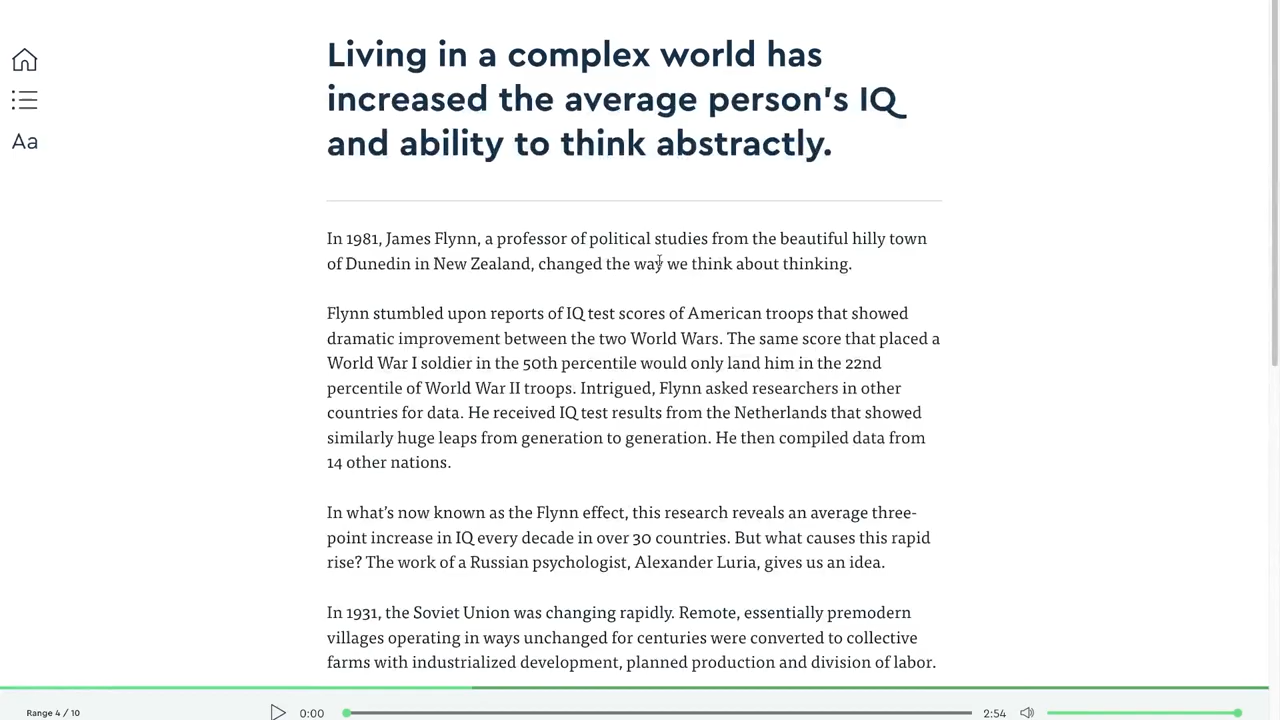 Living in a complex world has
increased the average person's IQ
and ability to think abstractly.
Aa
In 1981, James Flynn, a professor of political studies from the beautiful hilly town
of Dunedin in New Zealand, changed the way we think about thinking.
Flynn stumbled upon reports of IQ test scores of American troops that showed
dramatic improvement between the two World Wars. The same score that placed a
World War I soldier in the 50th percentile would only land him in the 22nd
percentile of World War II troops. Intrigued, Flynn asked researchers in other
countries for data. He received IQ test results from the Netherlands that showed
similarly huge leaps from generation to generation. He then compiled data from
14 other nations.
In what’s now known as the Flynn effect, this research reveals an average three-
point increase in IQ every decade in over 30 countries. But what causes this rapid
rise? The work of a Russian psychologist, Alexander Luria, gives us an idea.
In 1931, the Soviet Union was changing rapidly. Remote, essentially premodern
villages operating in ways unchanged for centuries were converted to collective
farms with industrialized development, planned production and division of labor.
Range 4 / 10
0:00
2:54